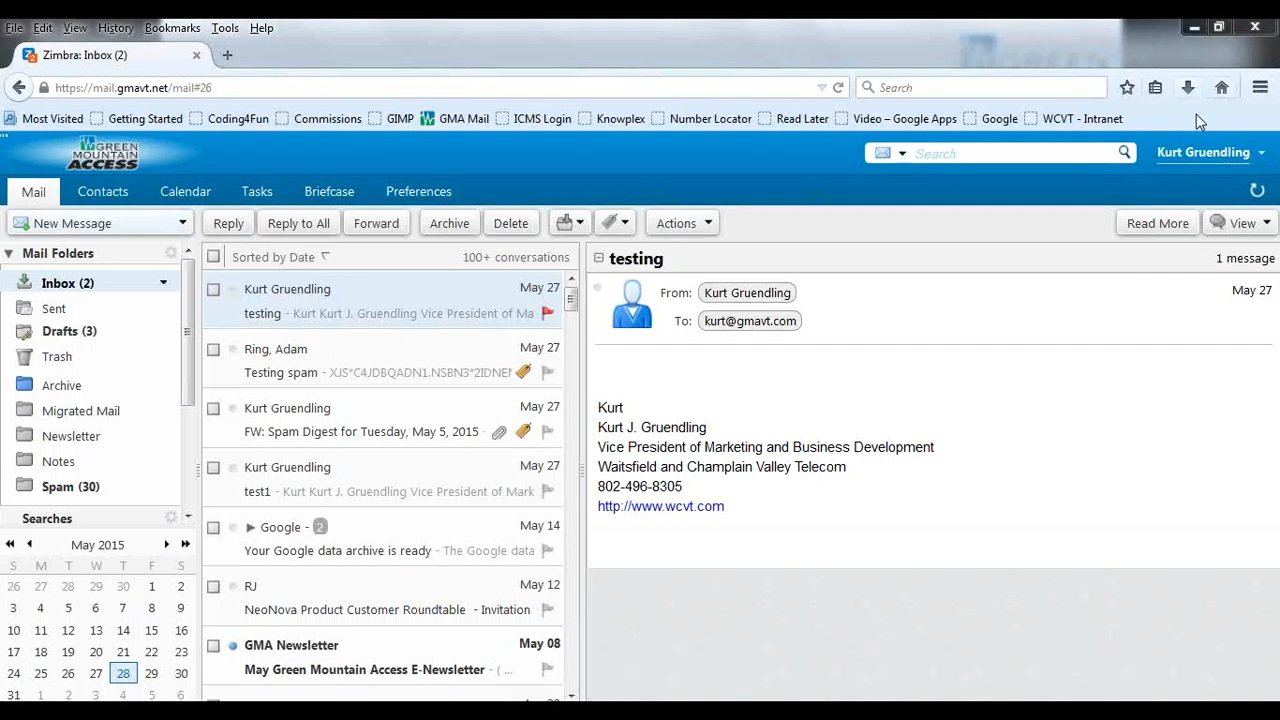 File Edit View History Bookmarks Tools Help
Zimbra: Inbox (2)
https://mail.gmavt.net/mail#26
Search
Most Visited Getting Started Coding4Fun Commissions GIMP GMA Mail ICMS Login Knowplex Number Locator Read Later Video – Google Apps Google WCVT - Intranet
GREEN MOUNTAIN ACCESS
Search
Kurt Gruendling
Mail Contacts Calendar Tasks Briefcase Preferences
New Message Reply Reply to All Forward Archive Delete Actions Read More View
Mail Folders
Inbox (2)
Sent
Drafts (3)
Trash
Archive
Migrated Mail
Newsletter
Notes
Spam (30)
Searches
May 2015
S M T W T F S
26 27 28 29 30 1 2
3 4 5 6 7 8 9
10 11 12 13 14 15 16
17 18 19 20 21 22 23
24 25 26 27 28 29 30
31 1 2 3 4 5 6
Sorted by Date 100+ conversations
Kurt Gruendling May 27
testing - Kurt Kurt J. Gruendling Vice President of Ma
Ring, Adam May 27
Testing spam - XJS*C4JDBQADN1.NSBN3*2IDNEN
Kurt Gruendling May 27
FW: Spam Digest for Tuesday, May 5, 2015 -
Kurt Gruendling May 27
test1 - Kurt Kurt J. Gruendling Vice President of Mark
Google - 2 May 14
Your Google data archive is ready - The Google data
RJ May 12
NeoNova Product Customer Roundtable - Invitation
GMA Newsletter May 08
May Green Mountain Access E-Newsletter - ( ...
testing 1 message
From: Kurt Gruendling May 27
To: kurt@gmavt.com
Kurt
Kurt J. Gruendling
Vice President of Marketing and Business Development
Waitsfield and Champlain Valley Telecom
802-496-8305
http://www.wcvt.com